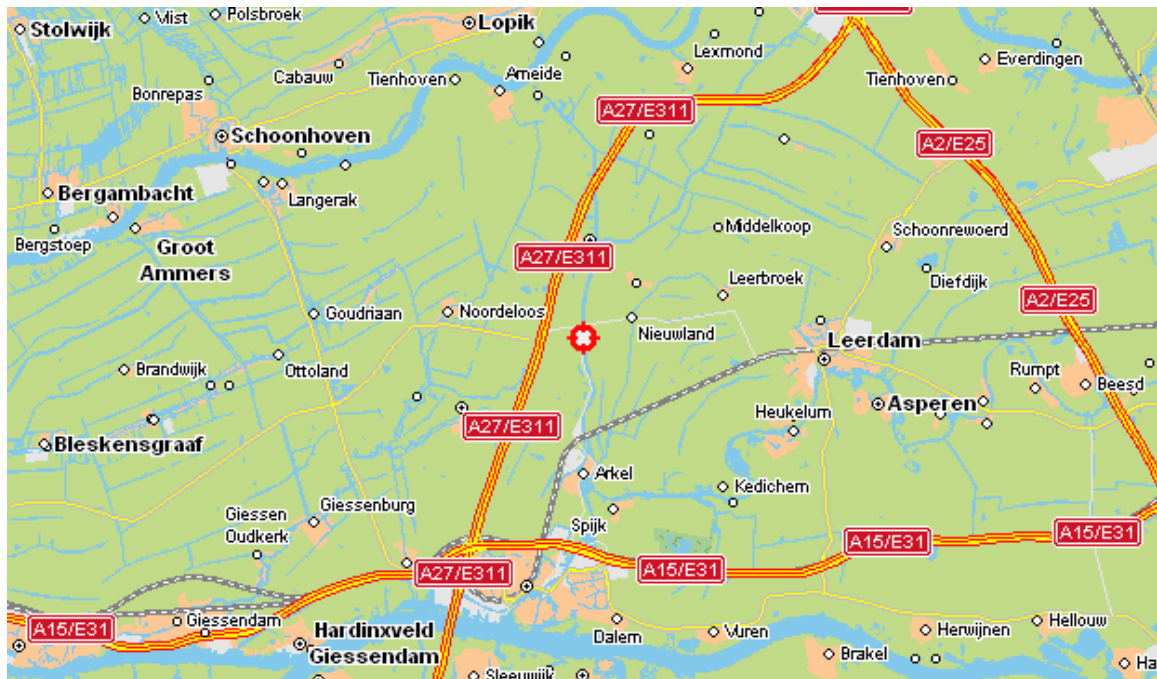 Stolwijk
Vlist
Polsbroek
Lopik
Lexmond
Everdingen
Cabauw
Tienhoven
Ameide
Tienhoven
Bonrepas
A27/E311
Schoonhoven
A2/E25
Bergambacht
Langerak
Bergstoep
Groot
Ammers
Middelkoop
Schoonrewoerd
A27/E311
Leerbroek
Diefdijk
A2/E25
Goudriaan
Noordeloos
Nieuwland
Leerdam
Brandwijk
Ottoland
Rumpt
Beesd
Asperen
Heukelum
A27/E311
Bleskensgraaf
Arkel
Kedichem
Giessenburg
Giessen
Oudkerk
Spijk
A15/E31
A15/E31
A15/E31
A27/E311
Giessendam
A15/E31
Hardinxveld
Giessendam
Dalem
Vuren
Herwijnen
Hellouw
Brakel
Sleeuwijk
Ha